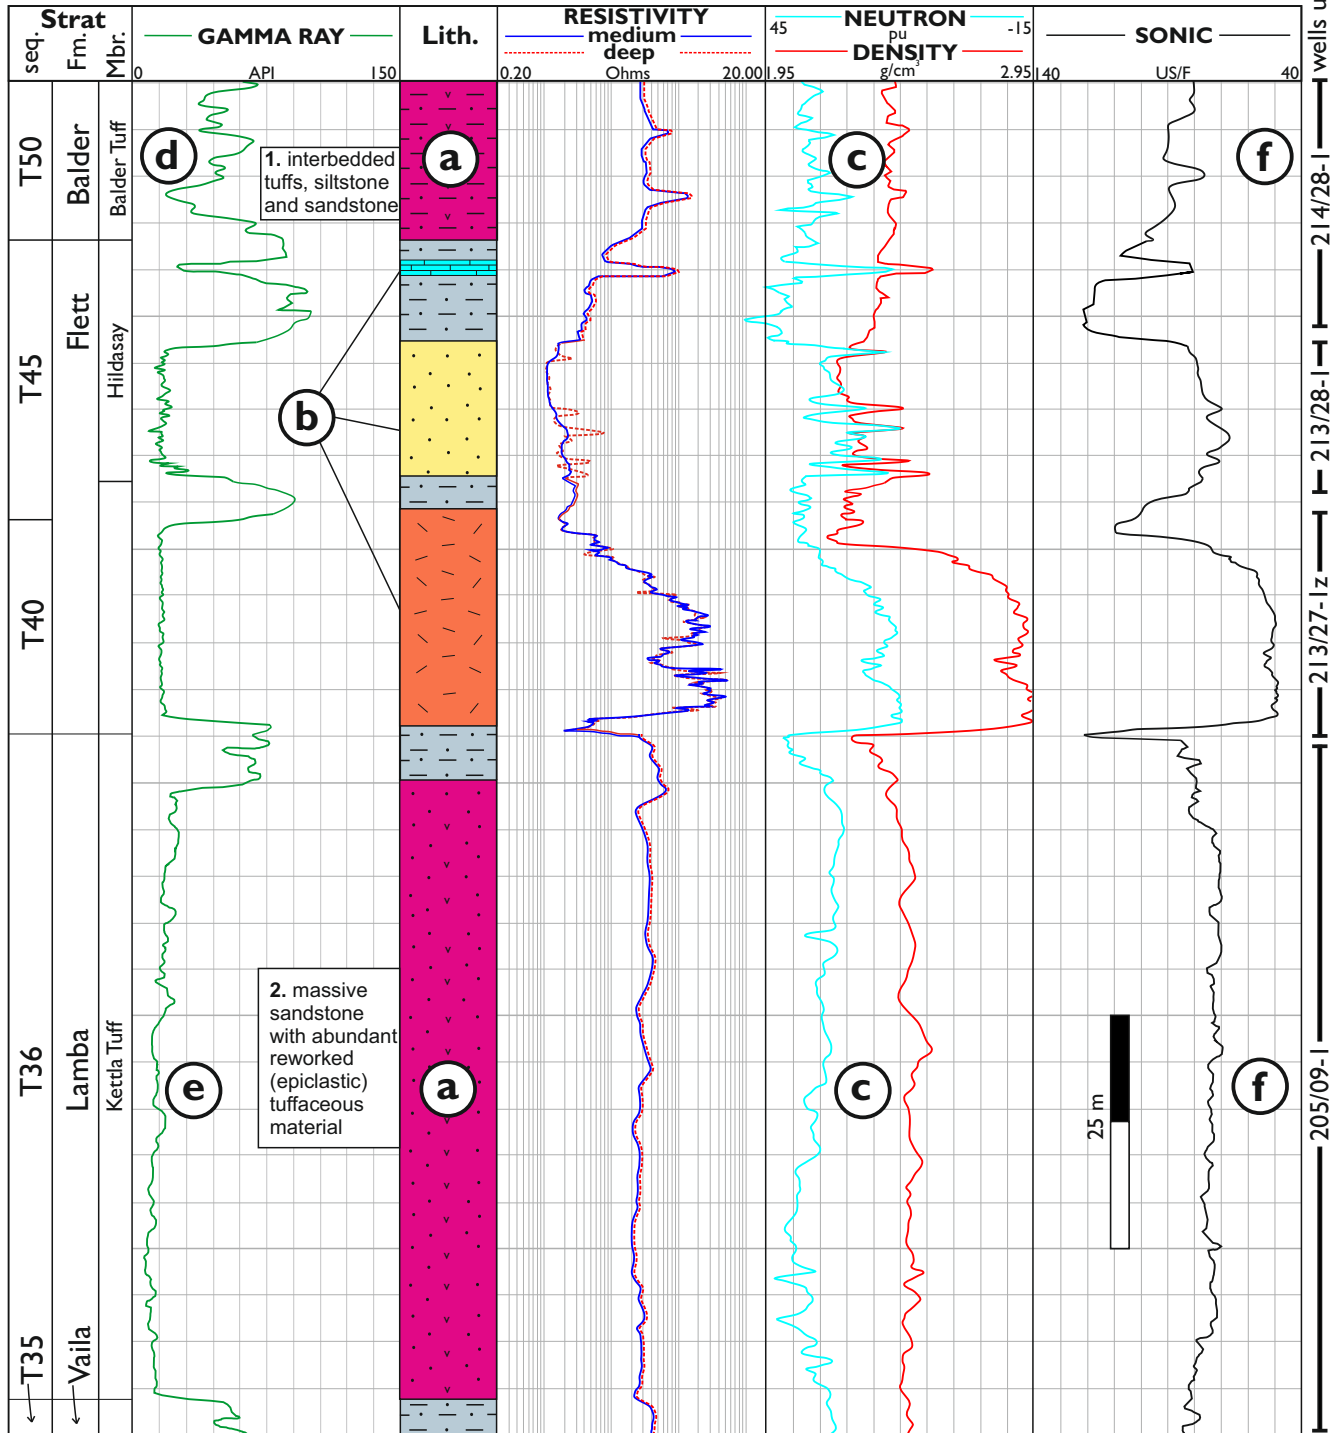 Strat
seq.
Fm.
Mbr.
GAMMA RAY
0 API 150
Lith.
RESISTIVITY
medium
deep
0.20 Ohms 20.00
NEUTRON
45 pu -15
DENSITY
1.95 g/cm³ 2.95
SONIC
140 US/F 40
wells u
T50
Balder
Balder Tuff
d
1. interbedded
tuffs, siltstone
and sandstone
a
c
f
214/28-1
T45
Flett
Hildasay
b
213/28-1
T40
213/27-1z
T36
Lamba
Kettla Tuff
e
2. massive
sandstone
with abundant
reworked
(epiclastic)
tuffaceous
material
a
c
25 m
f
205/09-1
T35
Vaila